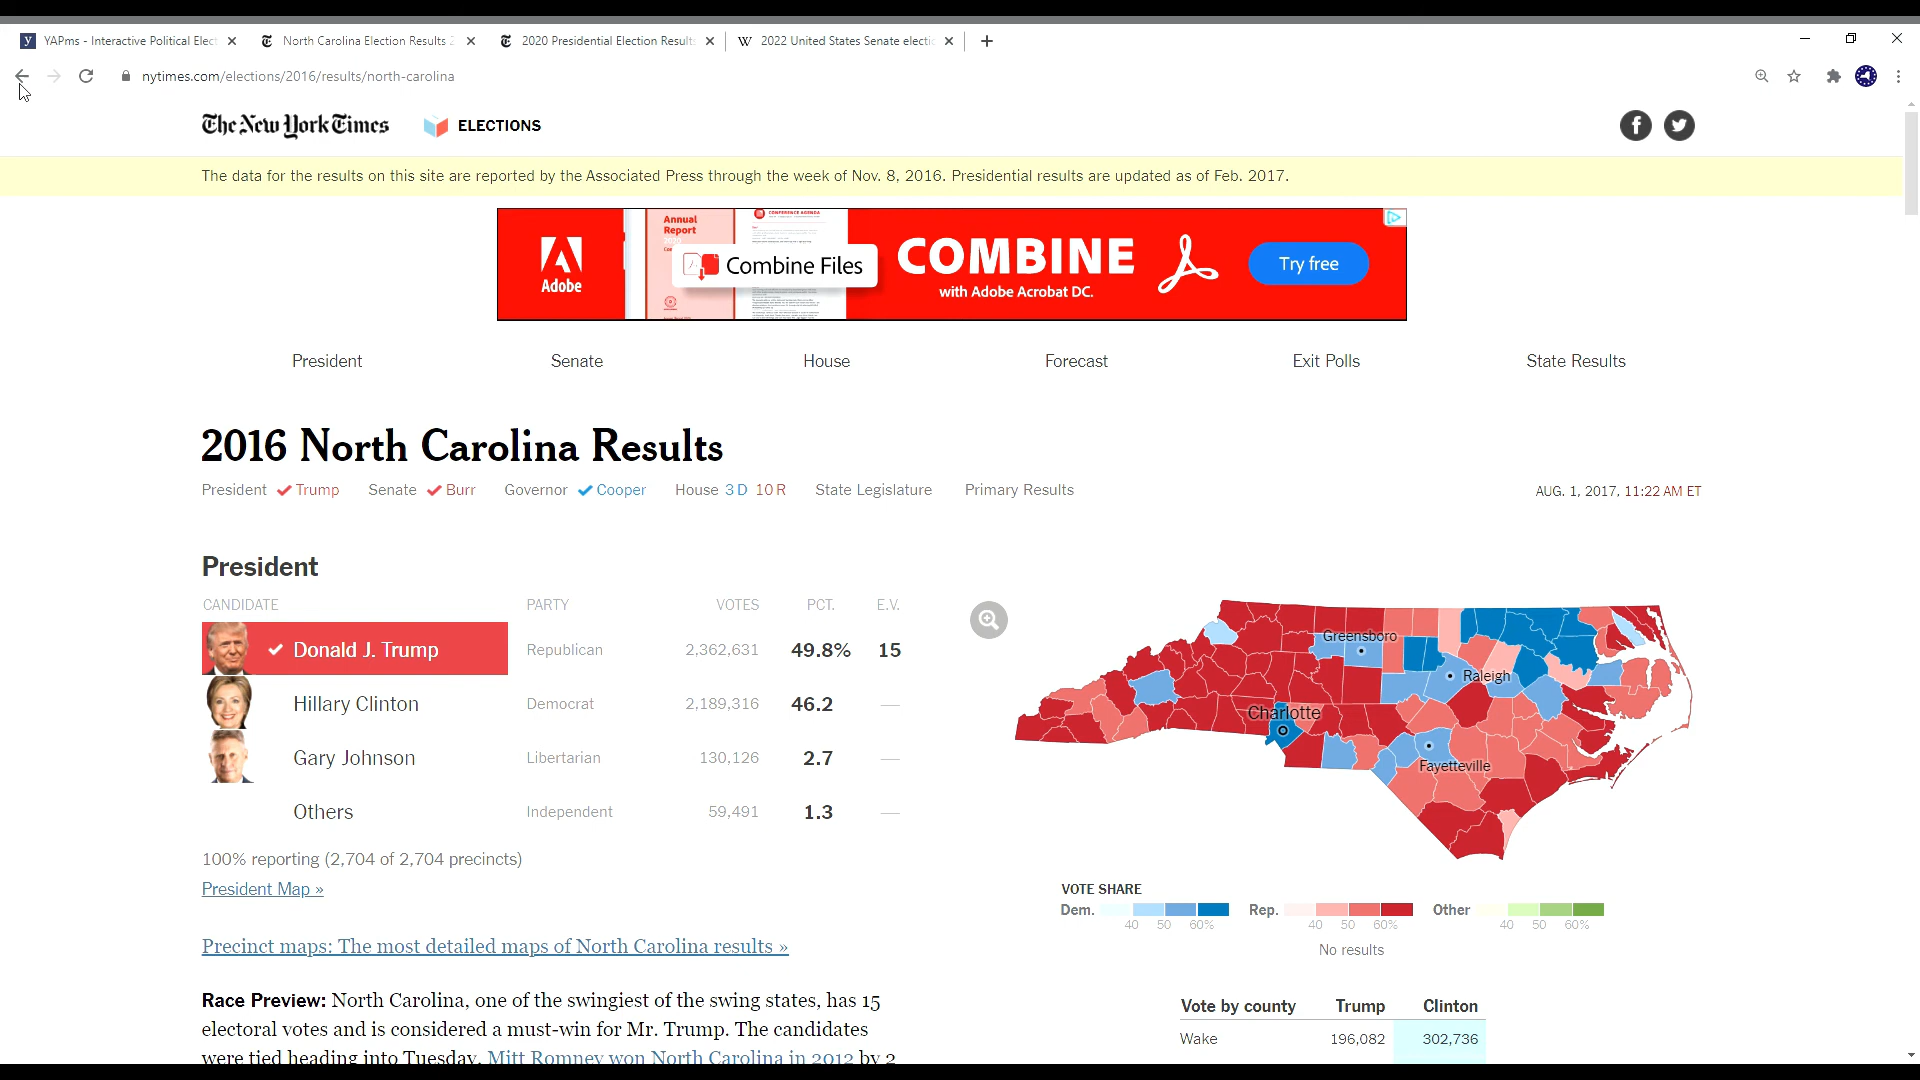 YAPms - Interactive Political Elect
North Carolina Election Results 2
2020 Presidential Election Results
2022 United States Senate electio
nytimes.com/elections/2016/results/north-carolina
The New York Times
ELECTIONS
The data for the results on this site are reported by the Associated Press through the week of Nov. 8, 2016. Presidential results are updated as of Feb. 2017.
Adobe
Annual
Report
CONFERENCE AGENDA
Combine Files
COMBINE
with Adobe Acrobat DC.
Try free
President Senate House Forecast Exit Polls State Results
2016 North Carolina Results
President Trump Senate Burr Governor Cooper House 3 D 10 R State Legislature Primary Results
AUG. 1, 2017, 11:22 AM ET
President
CANDIDATE PARTY VOTES PCT. E.V.
Donald J. Trump Republican 2,362,631 49.8% 15
Hillary Clinton Democrat 2,189,316 46.2 —
Gary Johnson Libertarian 130,126 2.7 —
Others Independent 59,491 1.3 —
100% reporting (2,704 of 2,704 precincts)
President Map »
Precinct maps: The most detailed maps of North Carolina results »
Race Preview: North Carolina, one of the swingiest of the swing states, has 15
electoral votes and is considered a must-win for Mr. Trump. The candidates
were tied heading into Tuesday. Mitt Romney won North Carolina in 2012 by 2
Greensboro
Raleigh
Charlotte
Fayetteville
VOTE SHARE
Dem. Rep. Other
40 50 60% 40 50 60% 40 50 60%
No results
Vote by county Trump Clinton
Wake 196,082 302,736